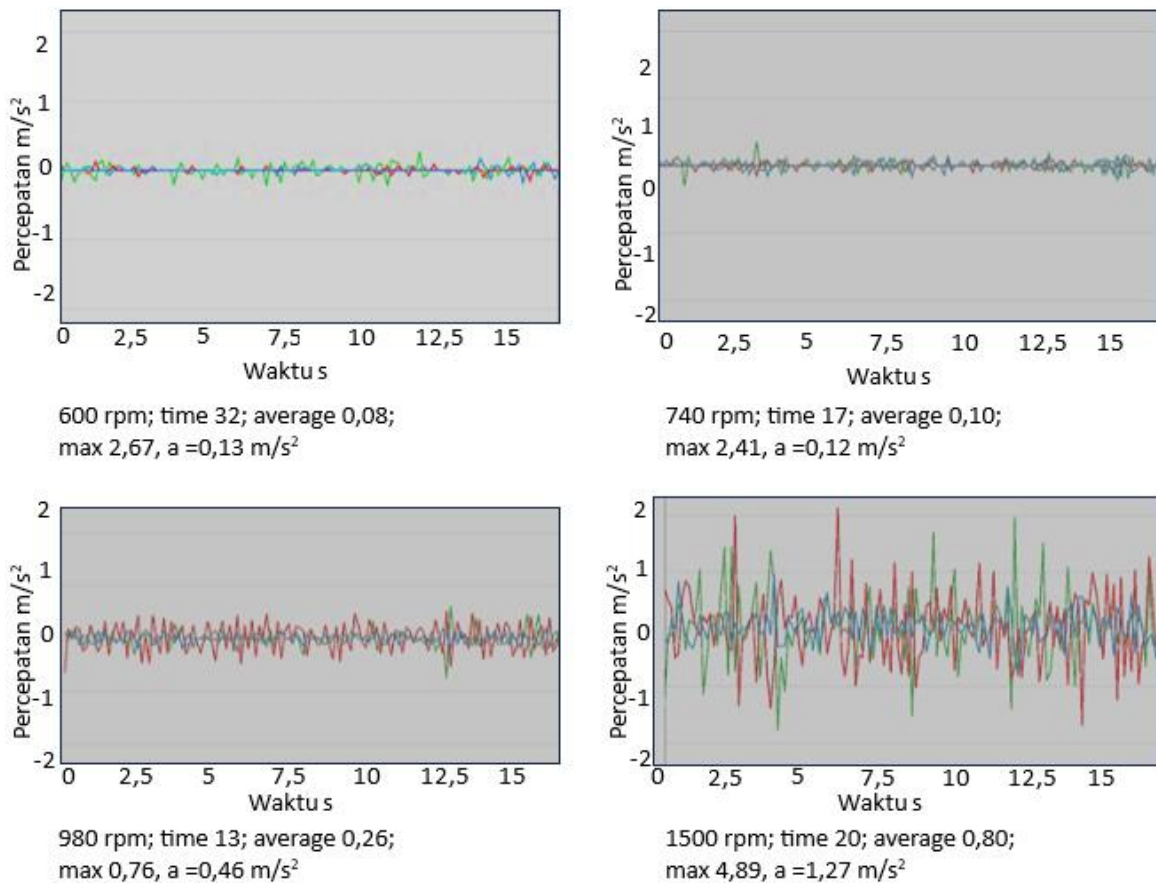 2
1
0
-1
-2
Percepatan m/s²
0 2,5 5 7,5 10 12,5 15
Waktu s
600 rpm; time 32; average 0,08;
max 2,67, a =0,13 m/s²
2
1
0
-1
-2
Percepatan m/s²
0 2,5 5 7,5 10 12,5 15
Waktu s
740 rpm; time 17; average 0,10;
max 2,41, a =0,12 m/s²
2
1
0
-1
-2
Percepatan m/s²
0 2,5 5 7,5 10 12,5 15
Waktu s
980 rpm; time 13; average 0,26;
max 0,76, a =0,46 m/s²
2
1
0
-1
-2
Percepatan m/s²
0 2,5 5 7,5 10 12,5 15
Waktu s
1500 rpm; time 20; average 0,80;
max 4,89, a =1,27 m/s²